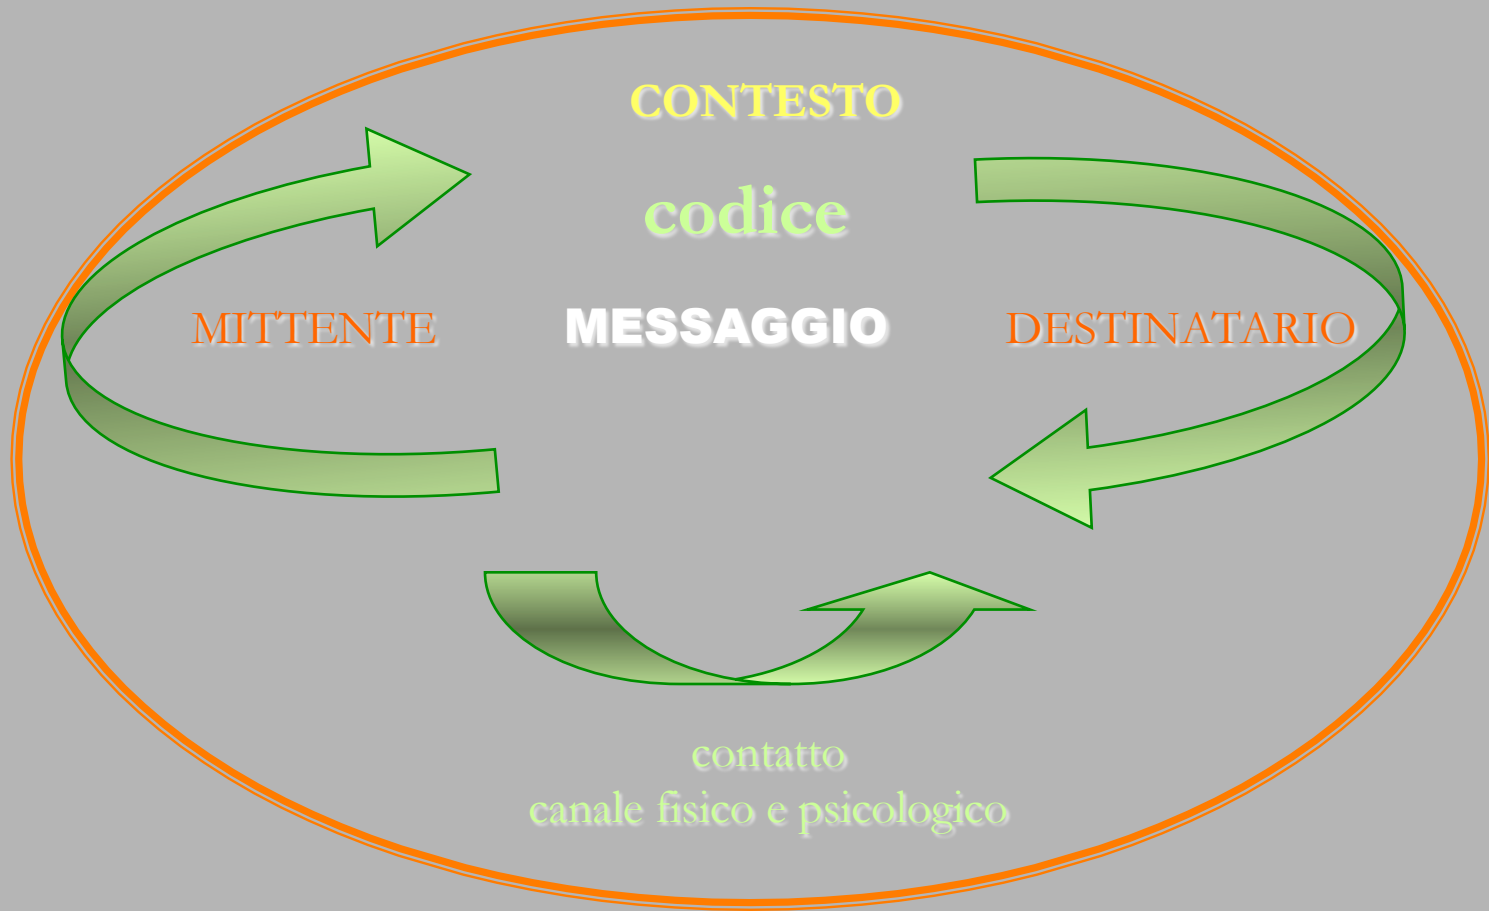 CONTESTO
codice
MITTENTE MESSAGGIO DESTINATARIO
contatto
canale fisico e psicologico